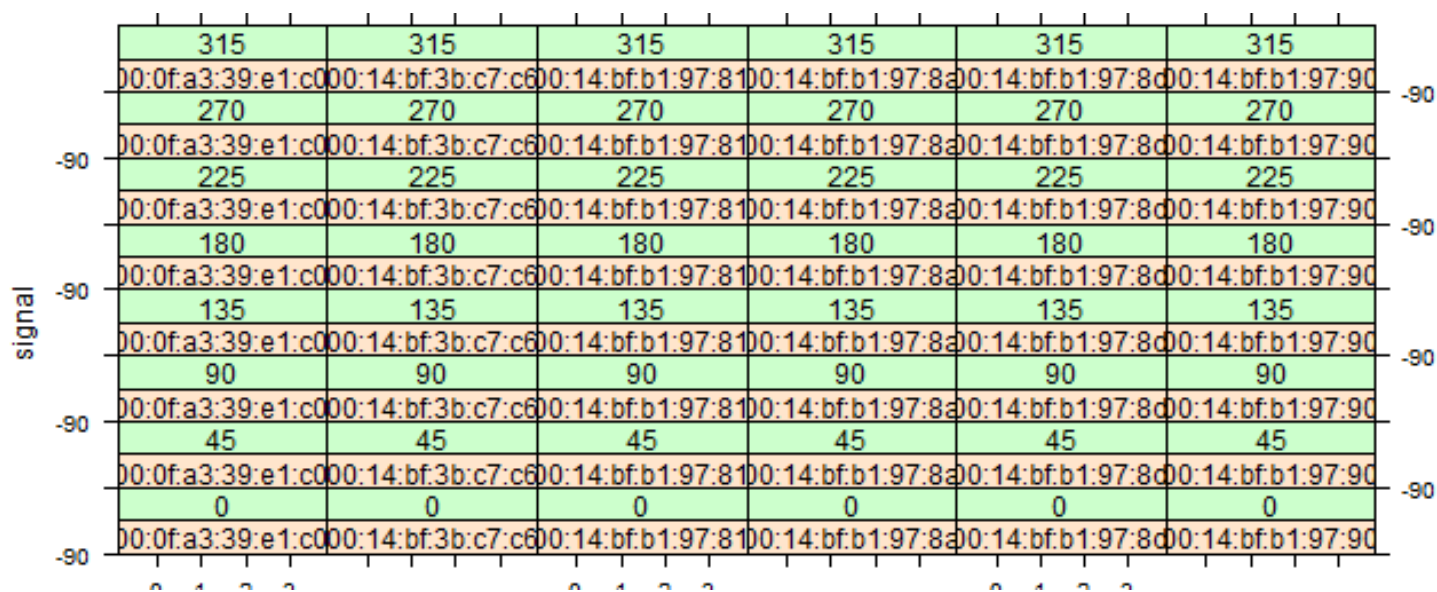 315 315 315 315 315 315
00:0f:a3:39:e1:c0 00:14:bf:3b:c7:c6 00:14:bf:b1:97:81 00:14:bf:b1:97:8a 00:14:bf:b1:97:8d 00:14:bf:b1:97:90
-90
270 270 270 270 270 270
00:0f:a3:39:e1:c0 00:14:bf:3b:c7:c6 00:14:bf:b1:97:81 00:14:bf:b1:97:8a 00:14:bf:b1:97:8d 00:14:bf:b1:97:90
-90
225 225 225 225 225 225
00:0f:a3:39:e1:c0 00:14:bf:3b:c7:c6 00:14:bf:b1:97:81 00:14:bf:b1:97:8a 00:14:bf:b1:97:8d 00:14:bf:b1:97:90
-90
180 180 180 180 180 180
00:0f:a3:39:e1:c0 00:14:bf:3b:c7:c6 00:14:bf:b1:97:81 00:14:bf:b1:97:8a 00:14:bf:b1:97:8d 00:14:bf:b1:97:90
-90
signal
135 135 135 135 135 135
00:0f:a3:39:e1:c0 00:14:bf:3b:c7:c6 00:14:bf:b1:97:81 00:14:bf:b1:97:8a 00:14:bf:b1:97:8d 00:14:bf:b1:97:90
-90
90 90 90 90 90 90
00:0f:a3:39:e1:c0 00:14:bf:3b:c7:c6 00:14:bf:b1:97:81 00:14:bf:b1:97:8a 00:14:bf:b1:97:8d 00:14:bf:b1:97:90
-90
45 45 45 45 45 45
00:0f:a3:39:e1:c0 00:14:bf:3b:c7:c6 00:14:bf:b1:97:81 00:14:bf:b1:97:8a 00:14:bf:b1:97:8d 00:14:bf:b1:97:90
-90
0 0 0 0 0 0
00:0f:a3:39:e1:c0 00:14:bf:3b:c7:c6 00:14:bf:b1:97:81 00:14:bf:b1:97:8a 00:14:bf:b1:97:8d 00:14:bf:b1:97:90
-90